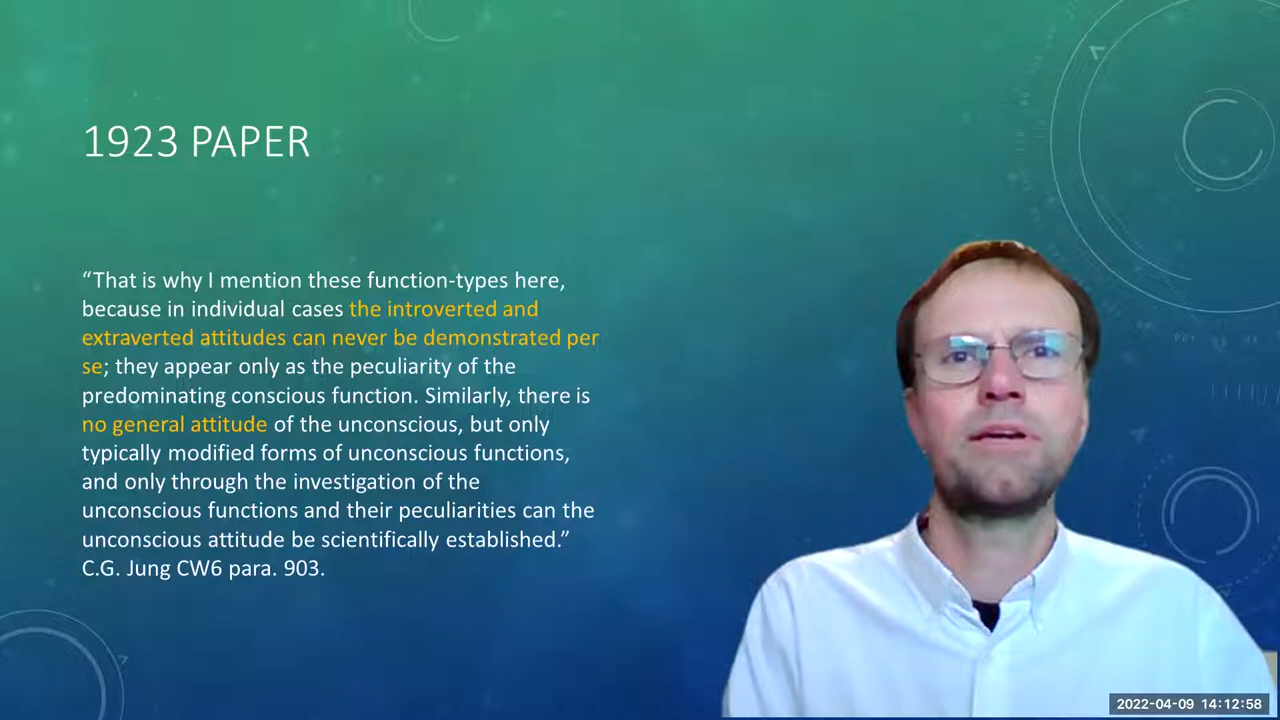 1923 PAPER
“That is why I mention these function-types here,
because in individual cases the introverted and
extraverted attitudes can never be demonstrated per
se; they appear only as the peculiarity of the
predominating conscious function. Similarly, there is
no general attitude of the unconscious, but only
typically modified forms of unconscious functions,
and only through the investigation of the
unconscious functions and their peculiarities can the
unconscious attitude be scientifically established.”
C.G. Jung CW6 para. 903.
2022-04-09 14:12:58